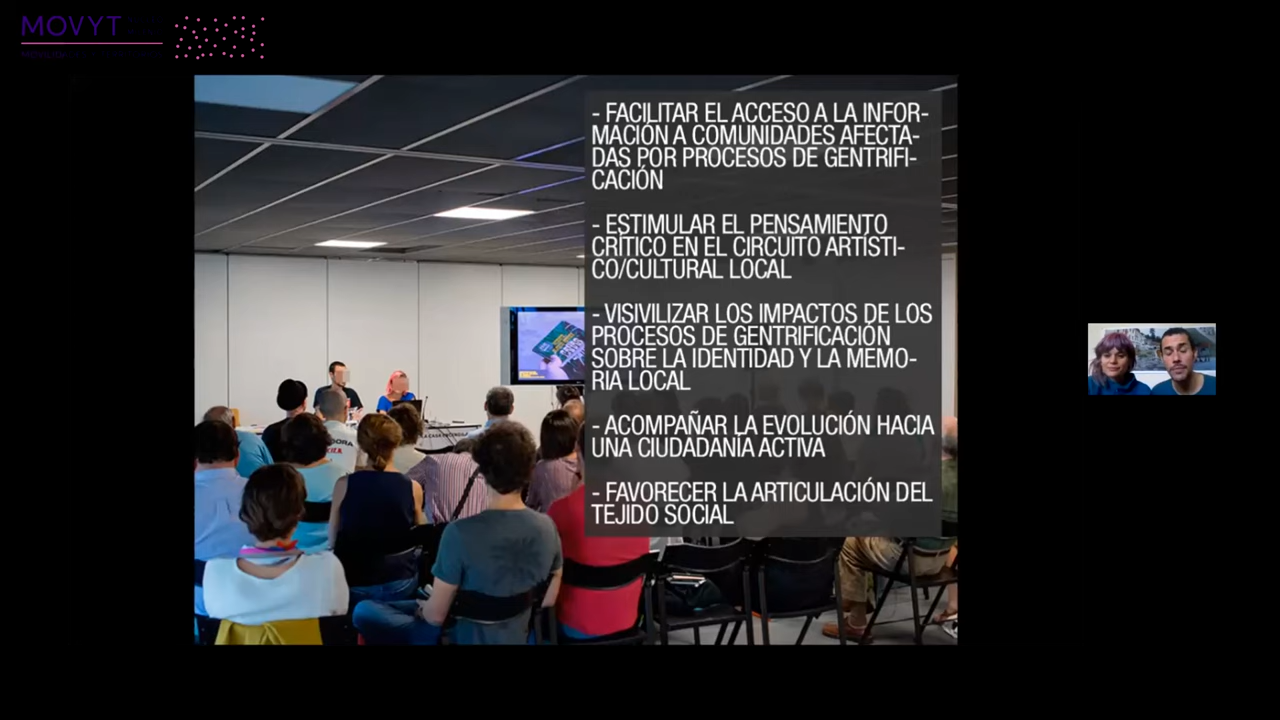 MOVYT
- FACILITAR EL ACCESO A LA INFOR-
MACIÓN A COMUNIDADES AFECTA-
DAS POR PROCESOS DE GENTRIFI-
CACIÓN
- ESTIMULAR EL PENSAMIENTO
CRÍTICO EN EL CIRCUITO ARTÍSTI-
CO/CULTURAL LOCAL
- VISIVILIZAR LOS IMPACTOS DE LOS
PROCESOS DE GENTRIFICACIÓN
SOBRE LA IDENTIDAD Y LA MEMO-
RIA LOCAL
- ACOMPAÑAR LA EVOLUCIÓN HACIA
UNA CIUDADANÍA ACTIVA
- FAVORECER LA ARTICULACIÓN DEL
TEJIDO SOCIAL